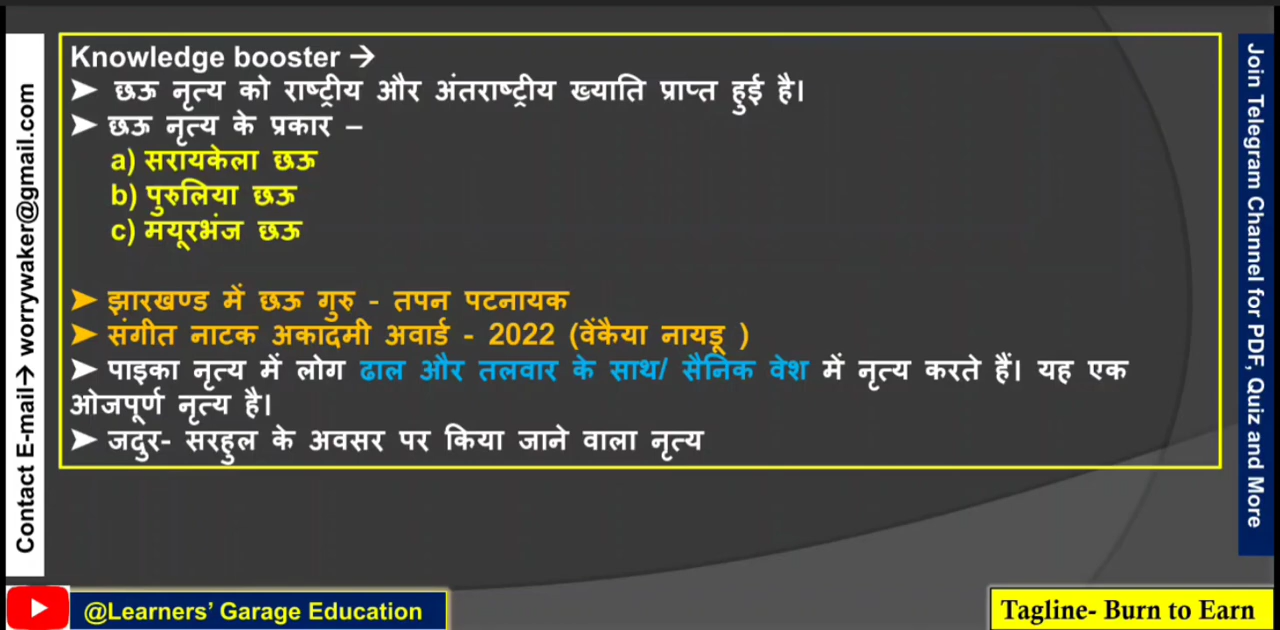 Knowledge booster →
➤ छऊ नृत्य को राष्ट्रीय और अंतराष्ट्रीय ख्याति प्राप्त हुई है।
➤ छऊ नृत्य के प्रकार –
a) सरायकेला छऊ
b) पुरुलिया छऊ
c) मयूरभंज छऊ
➤ झारखण्ड में छऊ गुरु - तपन पटनायक
➤ संगीत नाटक अकादमी अवार्ड - 2022 (वेंकैया नायडू )
➤ पाइका नृत्य में लोग ढाल और तलवार के साथ/ सैनिक वेश में नृत्य करते हैं। यह एक
ओजपूर्ण नृत्य है।
➤ जदुर- सरहुल के अवसर पर किया जाने वाला नृत्य
Contact E-mail→ worrywaker@gmail.com
Join Telegram Channel for PDF, Quiz and More
@Learners’ Garage Education
Tagline- Burn to Earn